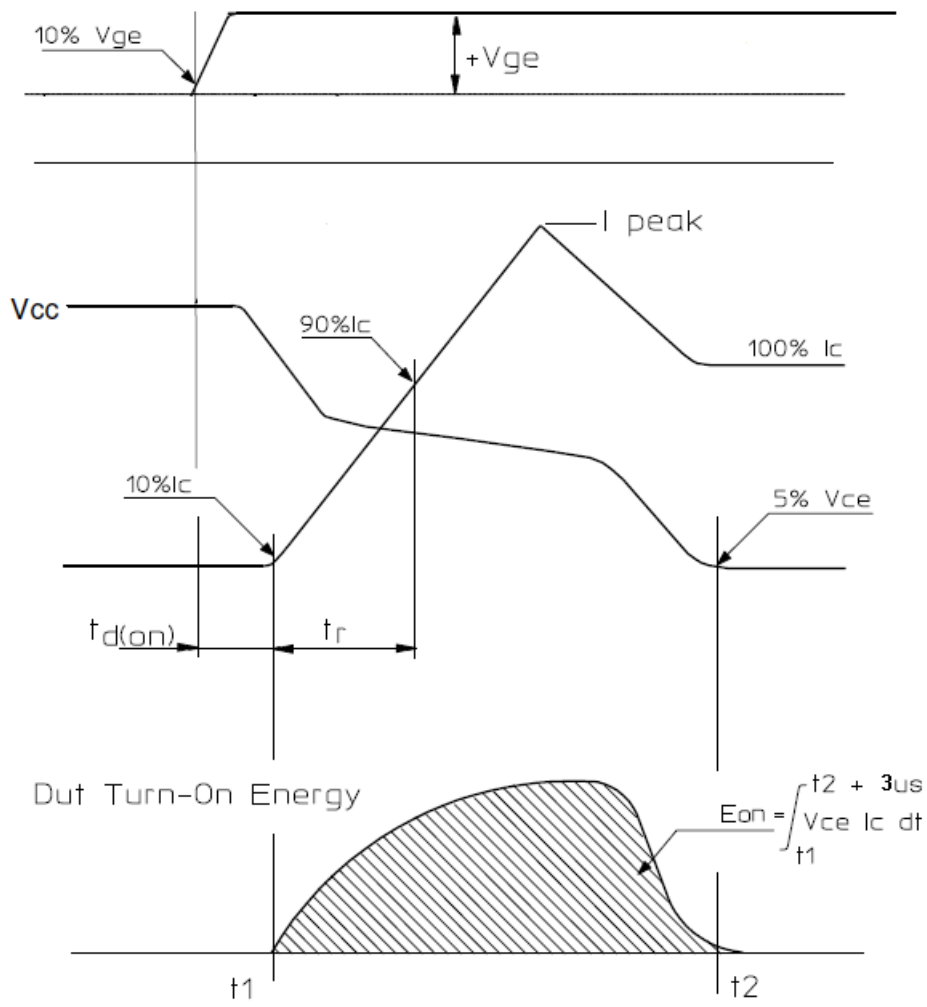 10% Vge
+Vge
I peak
Vcc
90%Ic
100% Ic
10%Ic
5% Vce
td(on)
tr
Dut Turn-On Energy
t2 + 3us
Eon = ∫ Vce Ic dt
t1
t1
t2